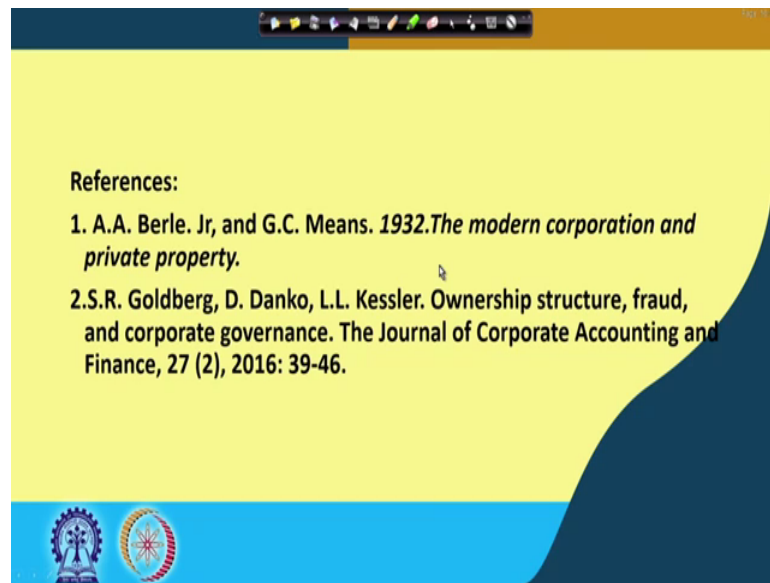 References:
1. A.A. Berle. Jr, and G.C. Means. 1932.The modern corporation and
private property.
2.S.R. Goldberg, D. Danko, L.L. Kessler. Ownership structure, fraud,
and corporate governance. The Journal of Corporate Accounting and
Finance, 27 (2), 2016: 39-46.